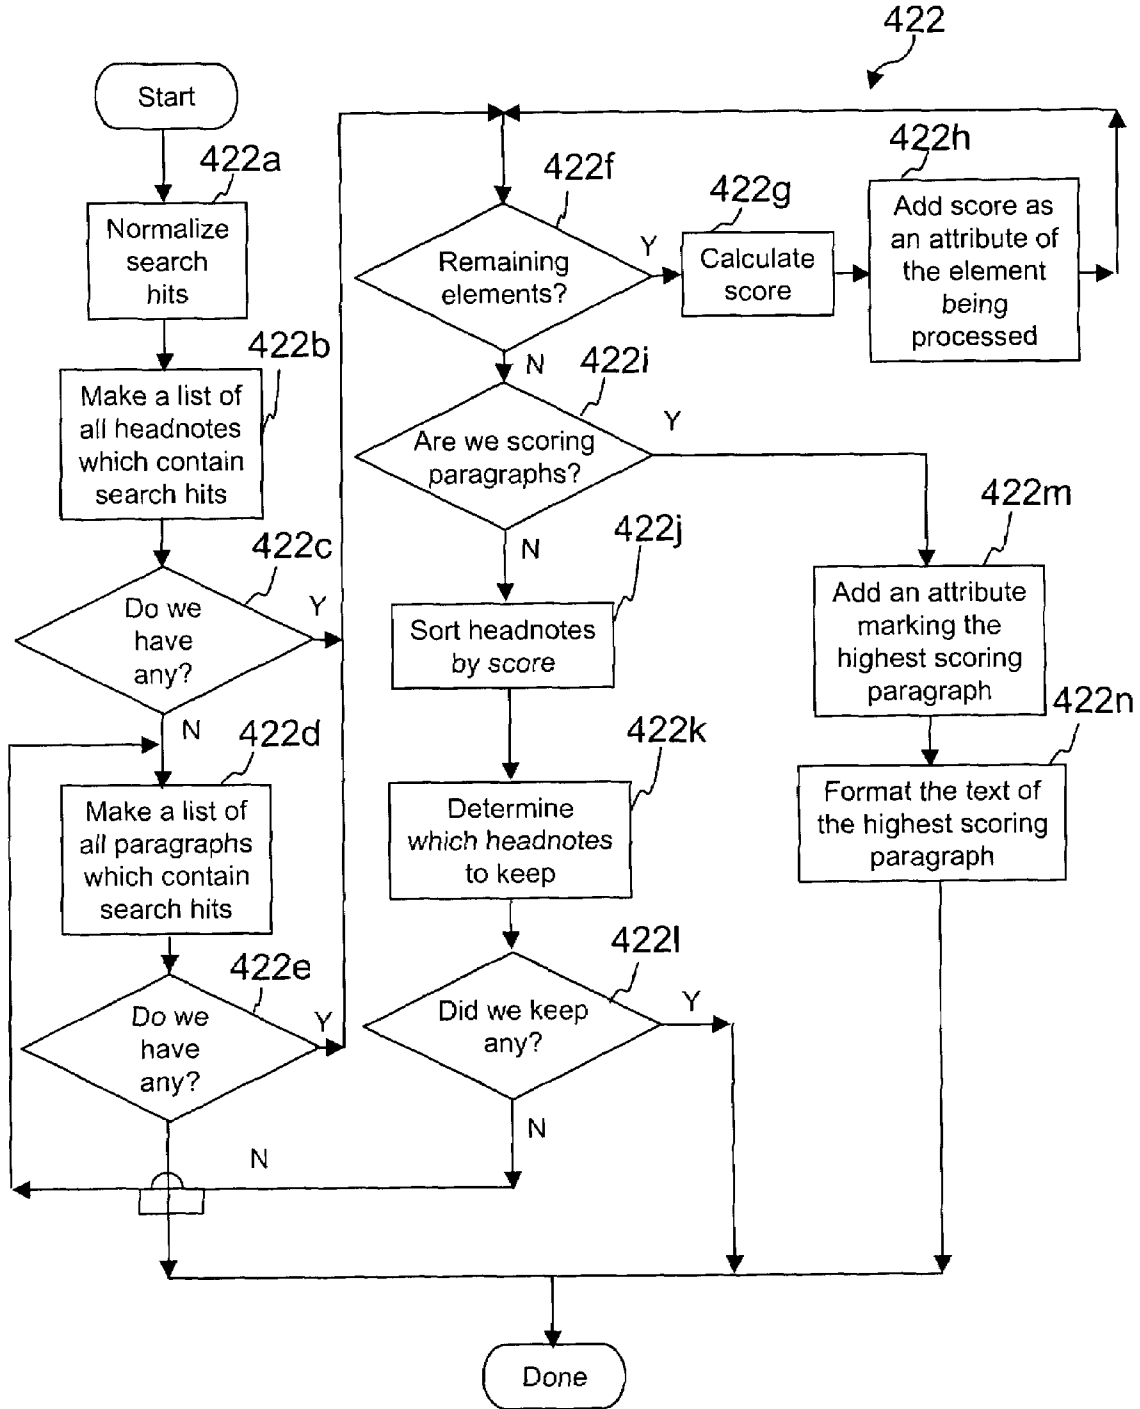 422
Start
422a
Normalize
search
hits
422b
Make a list of
all headnotes
which contain
search hits
422c
Do we
have
any?
Y
N
422d
Make a list of
all paragraphs
which contain
search hits
422e
Do we
have
any?
Y
N
422f
Remaining
elements?
Y
N
422g
Calculate
score
422h
Add score as
an attribute of
the element
being
processed
422i
Are we scoring
paragraphs?
Y
N
422j
Sort headnotes
by score
422k
Determine
which headnotes
to keep
422l
Did we keep
any?
Y
N
422m
Add an attribute
marking the
highest scoring
paragraph
422n
Format the text of
the highest scoring
paragraph
Done